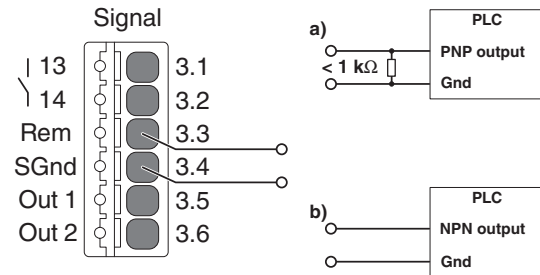 Signal
13 3.1
14 3.2
Rem 3.3
SGnd 3.4
Out 1 3.5
Out 2 3.6
a)
PLC
PNP output
< 1 kΩ
Gnd
b)
PLC
NPN output
Gnd